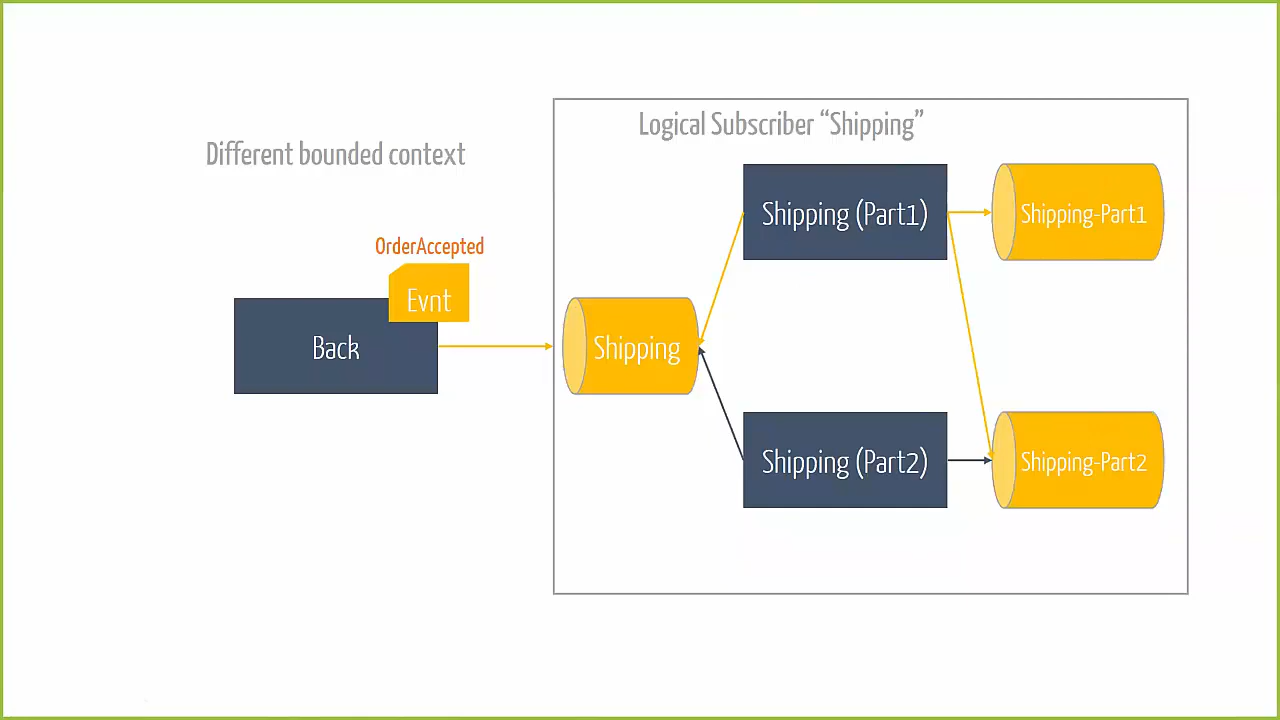 Logical Subscriber “Shipping”
Different bounded context
Shipping (Part1)
Shipping-Part1
OrderAccepted
Evnt
Back
Shipping
Shipping (Part2)
Shipping-Part2